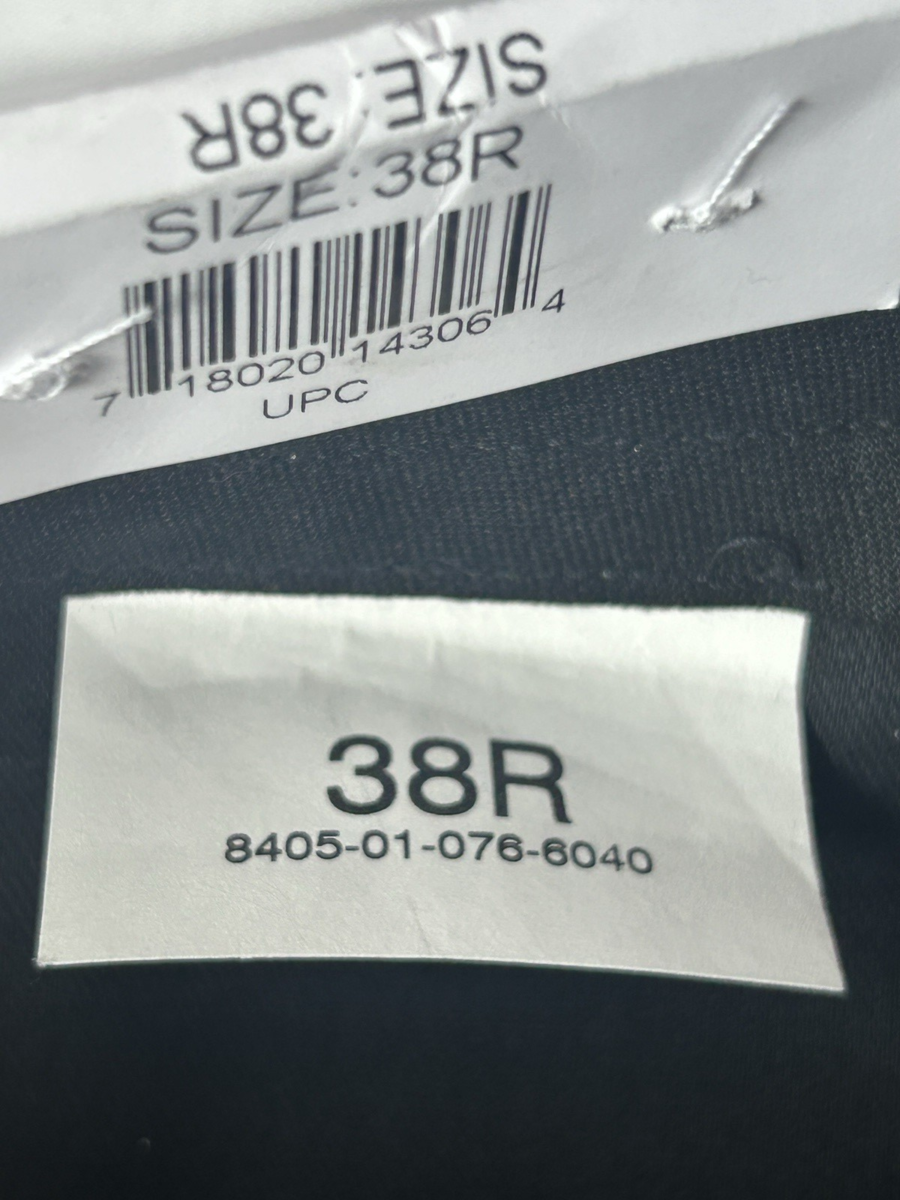 SIZE: 38R
SIZE:38R
7 18020 14306 4
UPC
38R
8405-01-076-6040